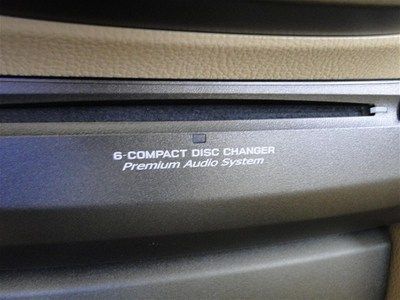 6-COMPACT DISC CHANGER
Premium Audio System